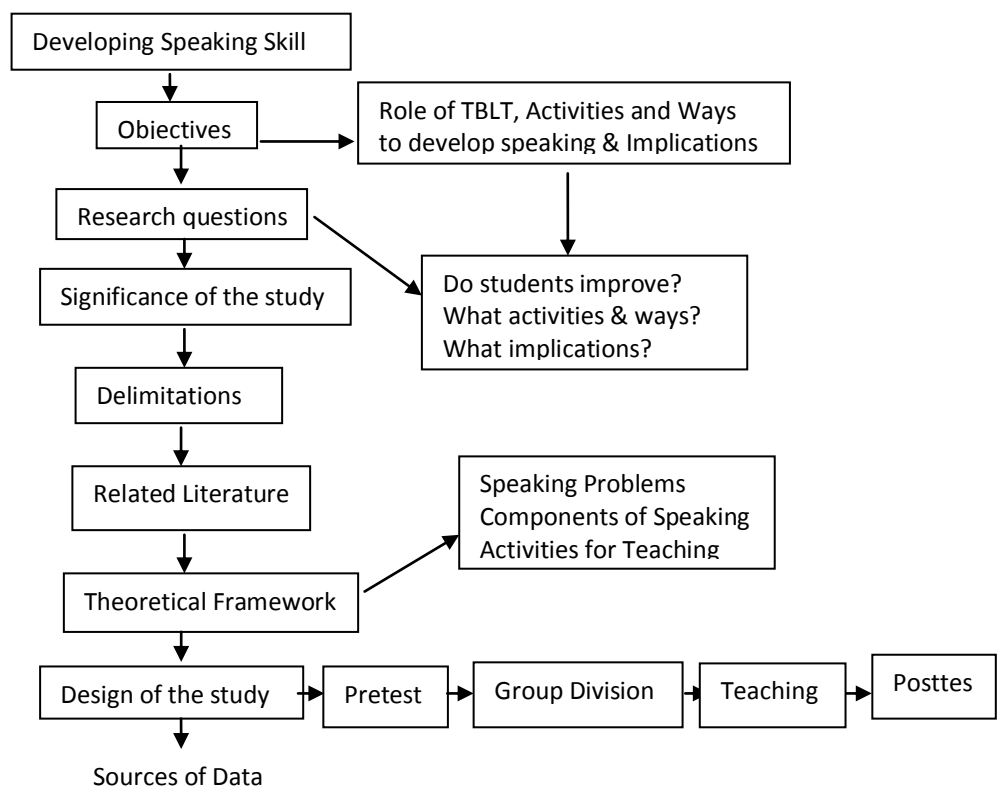 Developing Speaking Skill
Objectives
Role of TBLT, Activities and Ways
to develop speaking & Implications
Research questions
Significance of the study
Do students improve?
What activities & ways?
What implications?
Delimitations
Related Literature
Speaking Problems
Components of Speaking
Activities for Teaching
Theoretical Framework
Design of the study
Pretest
Group Division
Teaching
Posttes
Sources of Data